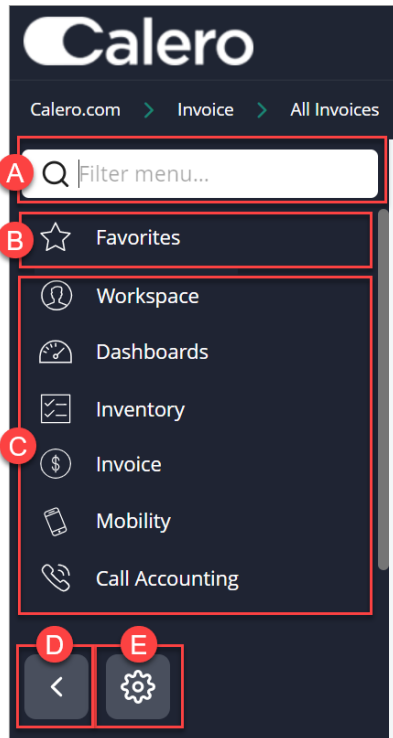 Calero
Calero.com > Invoice > All Invoices
A Filter menu...
B Favorites
Workspace
Dashboards
Inventory
C Invoice
Mobility
Call Accounting
D E